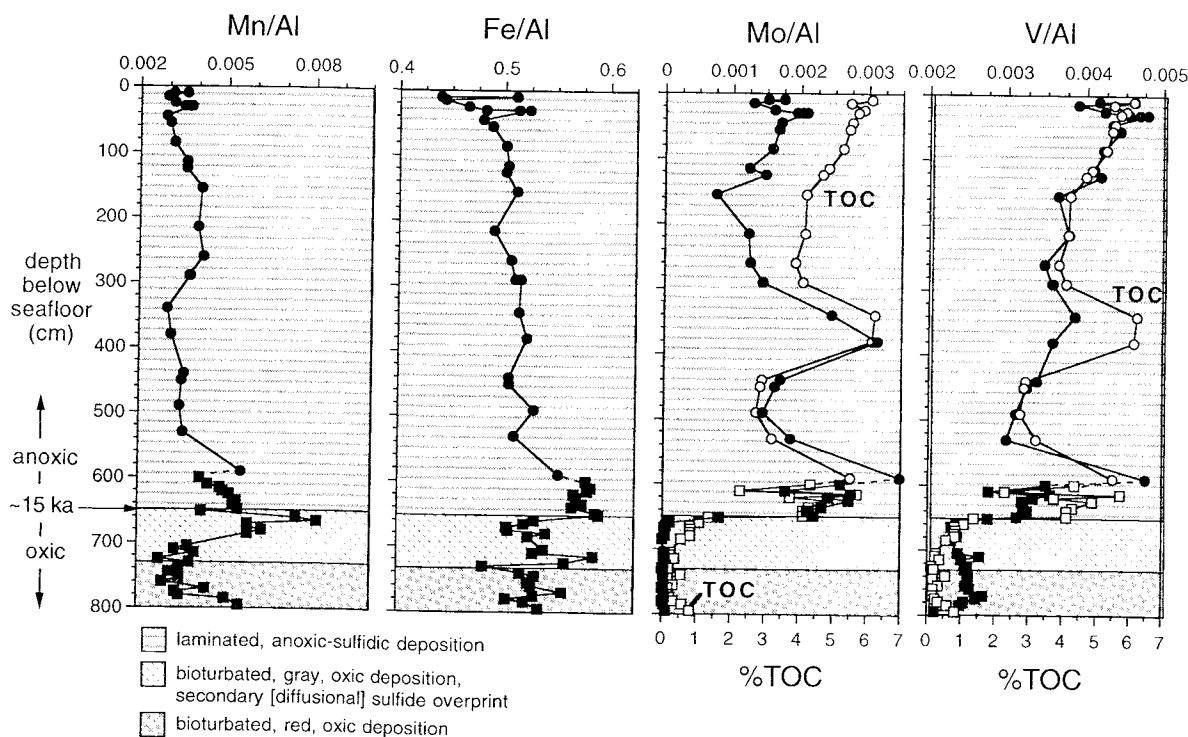 Mn/Al
Fe/Al
Mo/Al
V/Al
0.002 0.005 0.008
0.4 0.5 0.6
0 0.001 0.002 0.003
0.002 0.003 0.004 0.005
0
100
200
300
400
500
600
700
800
depth
below
seafloor
(cm)
anoxic
~15 ka
oxic
TOC
TOC
TOC
0 1 2 3 4 5 6 7
0 1 2 3 4 5 6 7
%TOC
%TOC
laminated, anoxic-sulfidic deposition
bioturbated, gray, oxic deposition,
secondary [diffusional] sulfide overprint
bioturbated, red, oxic deposition